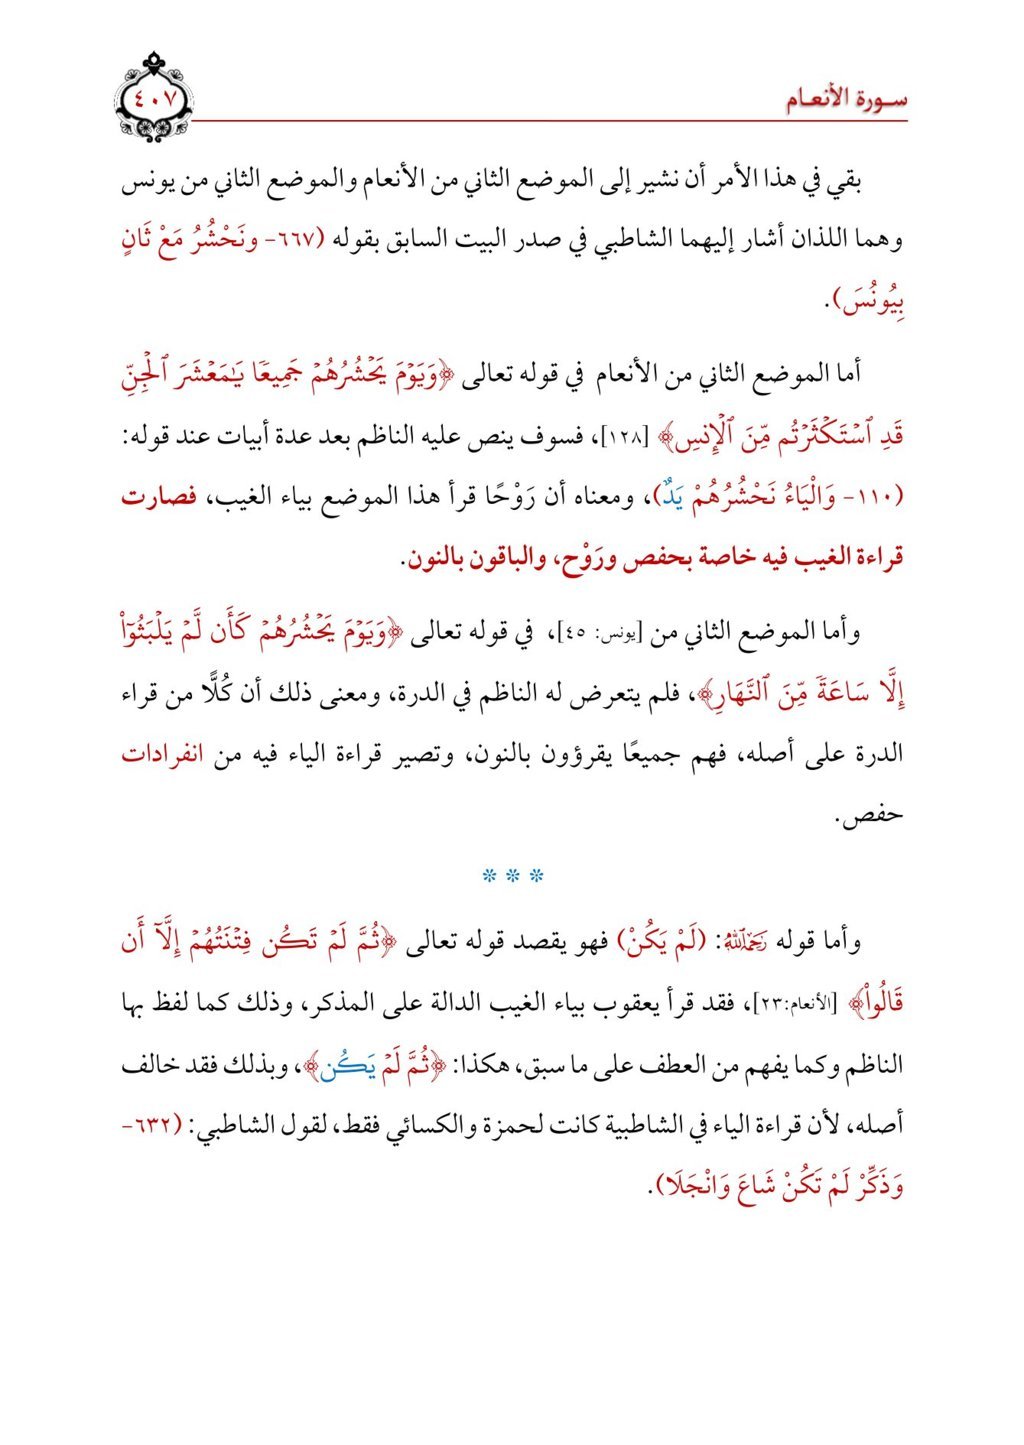 سورة الأنعام
٤٠٧
بقي في هذا الأمر أن نشير إلى الموضع الثاني من الأنعام والموضع الثاني من يونس
وهما اللذان أشار إليهما الشاطبي في صدر البيت السابق بقوله (٦٦٧- ونَحْشُرُ مَعْ ثَانٍ
بِيُونُسَ).
أما الموضع الثاني من الأنعام في قوله تعالى ﴿وَيَوۡمَ يَحۡشُرُهُمۡ جَمِيعٗا يَٰمَعۡشَرَ ٱلۡجِنِّ
قَدِ ٱسۡتَكۡثَرۡتُم مِّنَ ٱلۡإِنسِ﴾ [١٢٨]، فسوف ينص عليه الناظم بعد عدة أبيات عند قوله:
(١١٠- وَالْيَاءُ نَحْشُرُهُمْ يَدٌ)، ومعناه أن رَوْحًا قرأ هذا الموضع بياء الغيب، فصارت
قراءة الغيب فيه خاصة بحفص ورَوْح، والباقون بالنون.
وأما الموضع الثاني من [يونس: ٤٥]، في قوله تعالى ﴿وَيَوۡمَ يَحۡشُرُهُمۡ كَأَن لَّمۡ يَلۡبَثُوٓاْ
إِلَّا سَاعَةٗ مِّنَ ٱلنَّهَارِ﴾، فلم يتعرض له الناظم في الدرة، ومعنى ذلك أن كُلًّا من قراء
الدرة على أصله، فهم جميعًا يقرؤون بالنون، وتصير قراءة الياء فيه من انفرادات
حفص.
* * *
وأما قوله رَحِمَهُ ٱللَّهُ: (لَمْ يَكُنْ) فهو يقصد قوله تعالى ﴿ثُمَّ لَمۡ تَكُن فِتۡنَتُهُمۡ إِلَّآ أَن
قَالُواْ﴾ [الأنعام:٢٣]، فقد قرأ يعقوب بياء الغيب الدالة على المذكر، وذلك كما لفظ بها
الناظم وكما يفهم من العطف على ما سبق، هكذا: ﴿ثُمَّ لَمۡ يَكُن﴾، وبذلك فقد خالف
أصله، لأن قراءة الياء في الشاطبية كانت لحمزة والكسائي فقط، لقول الشاطبي: (٦٣٢-
وَذَكِّرْ لَمْ تَكُنْ شَاعَ وَانْجَلَا).